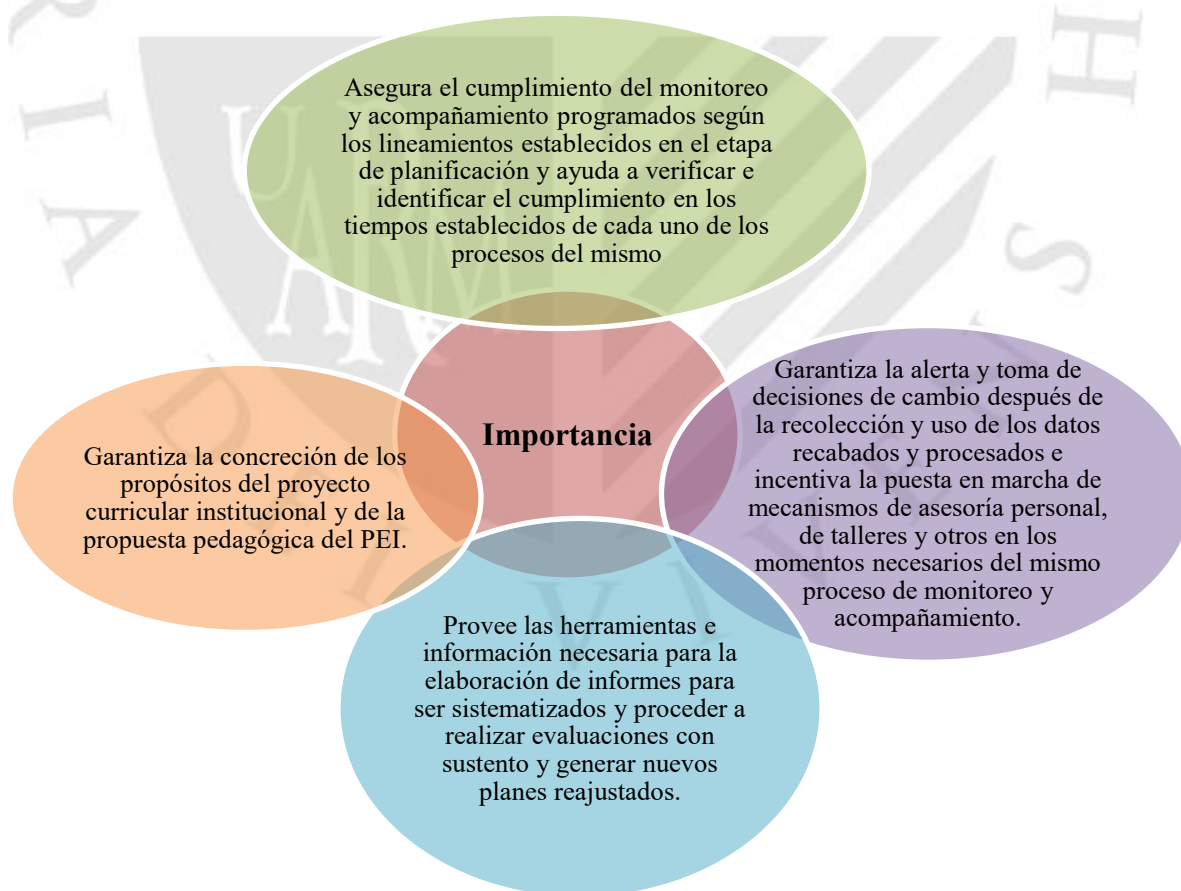 Asegura el cumplimiento del monitoreo
y acompañamiento programados según
los lineamientos establecidos en el etapa
de planificación y ayuda a verificar e
identificar el cumplimiento en los
tiempos establecidos de cada uno de los
procesos del mismo
Importancia
Garantiza la alerta y toma de
decisiones de cambio después de
la recolección y uso de los datos
recabados y procesados e
incentiva la puesta en marcha de
mecanismos de asesoría personal,
de talleres y otros en los
momentos necesarios del mismo
proceso de monitoreo y
acompañamiento.
Garantiza la concreción de los
propósitos del proyecto
curricular institucional y de la
propuesta pedagógica del PEI.
Provee las herramientas e
información necesaria para la
elaboración de informes para
ser sistematizados y proceder a
realizar evaluaciones con
sustento y generar nuevos
planes reajustados.